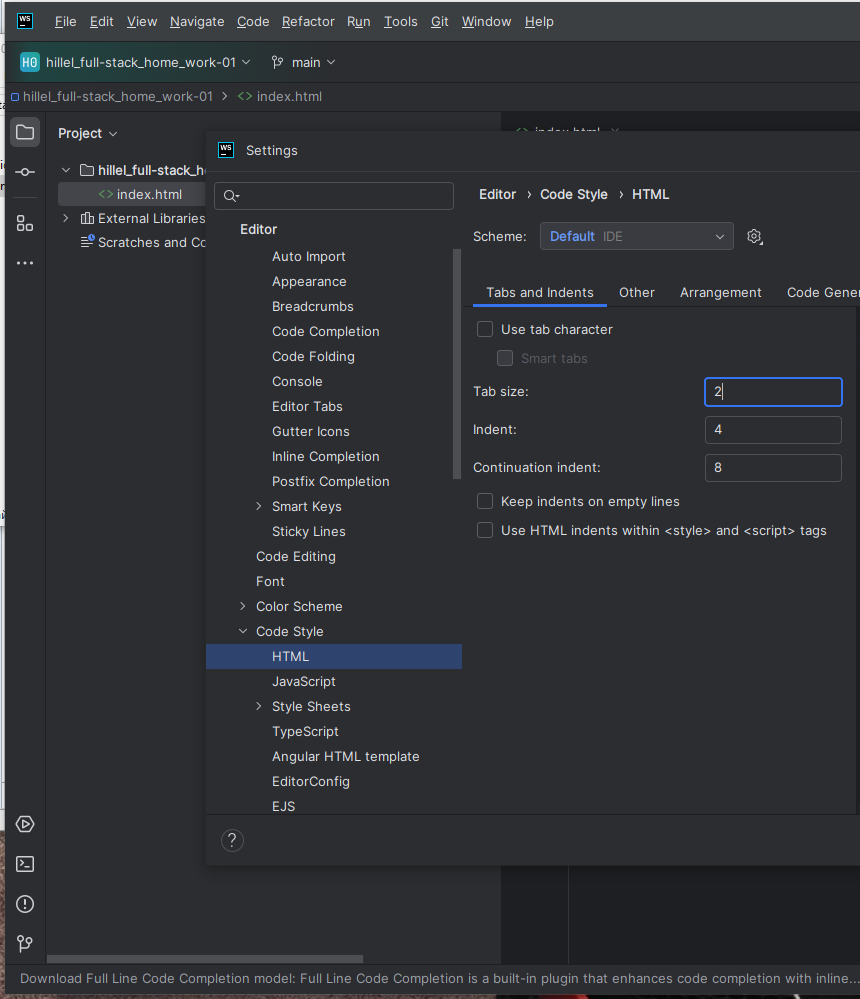 WS File Edit View Navigate Code Refactor Run Tools Git Window Help
H0 hillel_full-stack_home_work-01 main
hillel_full-stack_home_work-01 <> index.html
Project
hillel_full-stack_h
<> index.html
External Libraries
Scratches and Co
WS Settings
Editor
Auto Import
Appearance
Breadcrumbs
Code Completion
Code Folding
Console
Editor Tabs
Gutter Icons
Inline Completion
Postfix Completion
Smart Keys
Sticky Lines
Code Editing
Font
Color Scheme
Code Style
HTML
JavaScript
Style Sheets
TypeScript
Angular HTML template
EditorConfig
EJS
?
Editor › Code Style › HTML
Scheme: Default IDE
Tabs and Indents Other Arrangement Code Gener
Use tab character
Smart tabs
Tab size: 2
Indent: 4
Continuation indent: 8
Keep indents on empty lines
Use HTML indents within <style> and <script> tags
Download Full Line Code Completion model: Full Line Code Completion is a built-in plugin that enhances code completion with inline...